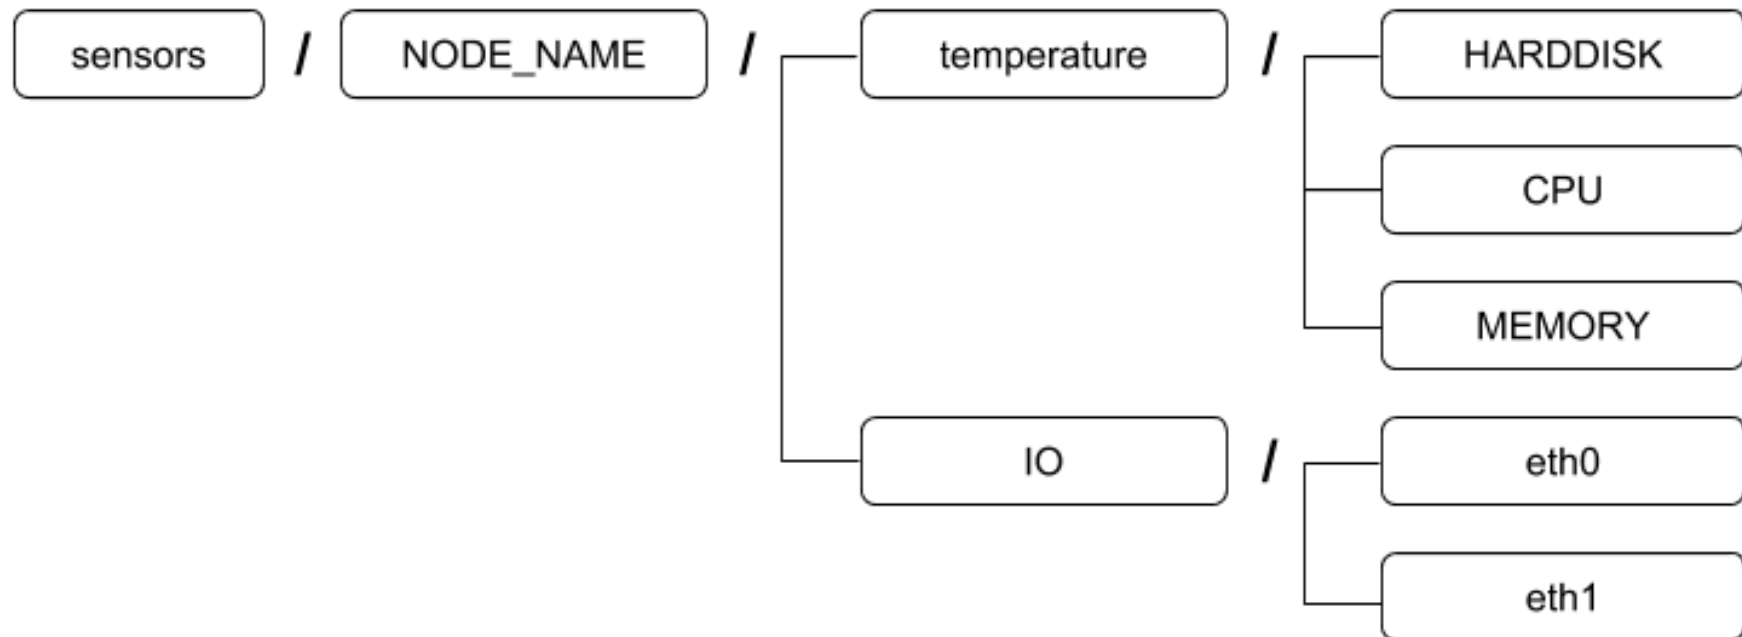 sensors / NODE_NAME / temperature / HARDDISK
CPU
MEMORY
IO / eth0
eth1